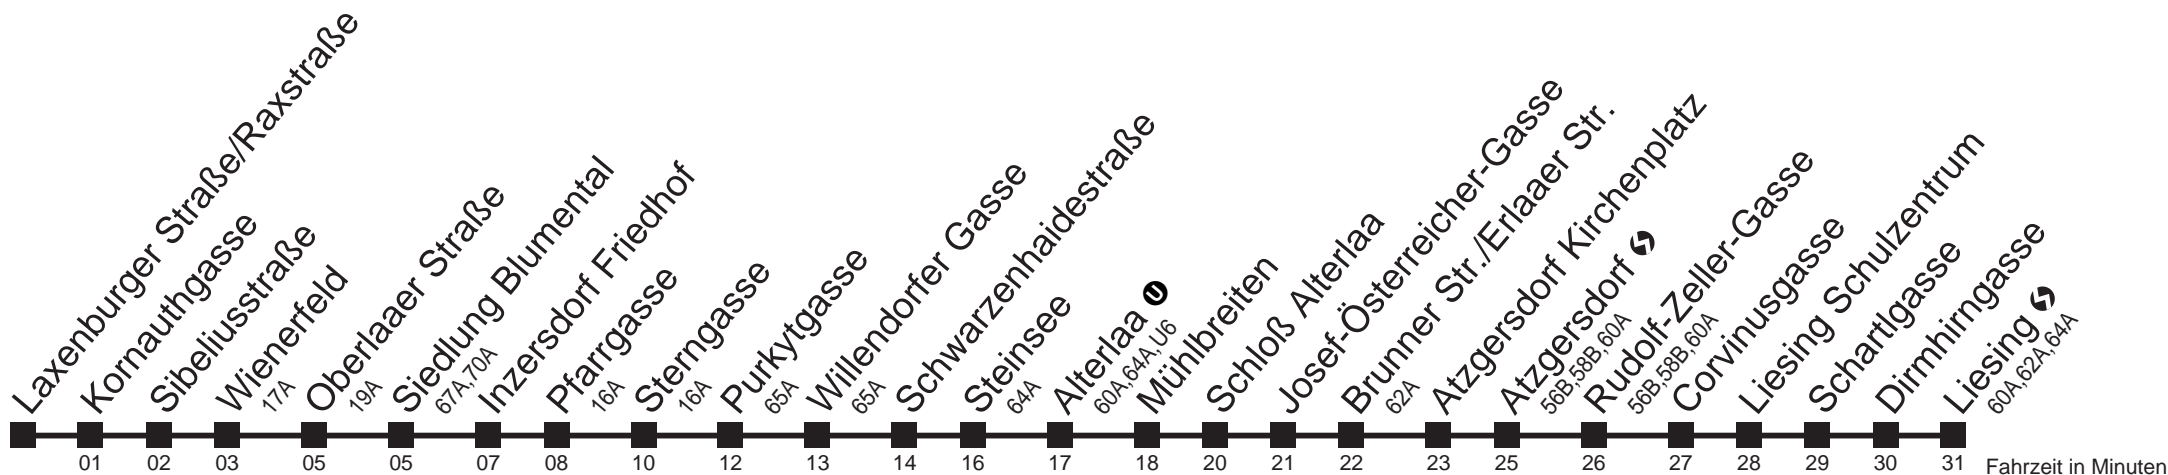 Laxenburger Straße/Raxstraße
Kornauthgasse
Sibeliusstraße
Wienerfeld
17A
Oberlaaer Straße
19A
Siedlung Blumental
67A,70A
Inzersdorf Friedhof
Pfarrgasse
16A
Sterngasse
16A
Purkytgasse
65A
Willendorfer Gasse
65A
Schwarzenhaidestraße
Steinsee
64A
Alterlaa U
60A,64A,U6
Mühlbreiten
Schloß Alterlaa
Josef-Österreicher-Gasse
Brunner Str./Erlaaer Str.
62A
Atzgersdorf Kirchenplatz
Atzgersdorf
56B,58B,60A
Rudolf-Zeller-Gasse
56B,58B,60A
Corvinusgasse
Liesing Schulzentrum
Schartlgasse
Dirmhirngasse
Liesing
60A,62A,64A
01 02 03 05 05 07 08 10 12 13 14 16 17 18 20 21 22 23 25 26 27 28 29 30 31 Fahrzeit in Minuten